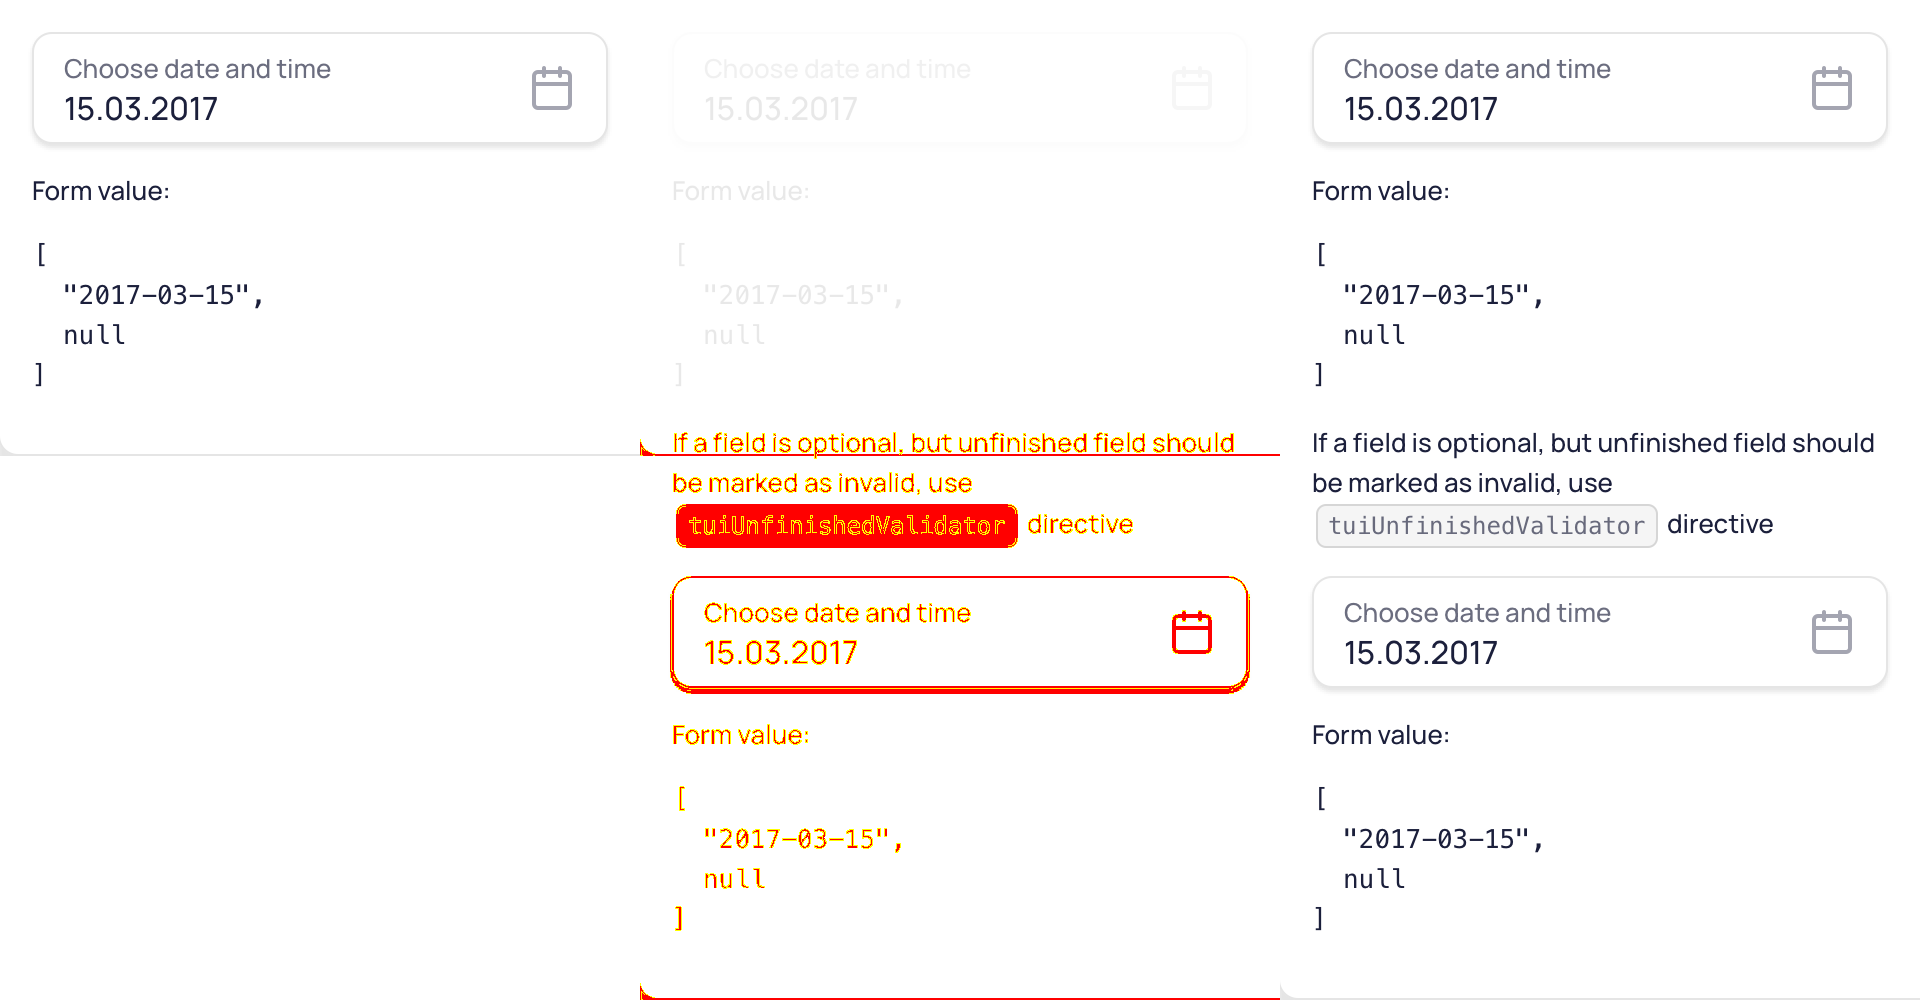 Choose date and time
15.03.2017
Form value:
[
"2017-03-15",
null
]
Choose date and time
15.03.2017
Form value:
[
"2017-03-15",
null
]
If a field is optional, but unfinished field should
be marked as invalid, use
tuiUnfinishedValidator directive
Choose date and time
15.03.2017
Form value:
[
"2017-03-15",
null
]
Choose date and time
15.03.2017
Form value:
[
"2017-03-15",
null
]
If a field is optional, but unfinished field should
be marked as invalid, use
tuiUnfinishedValidator directive
Choose date and time
15.03.2017
Form value:
[
"2017-03-15",
null
]